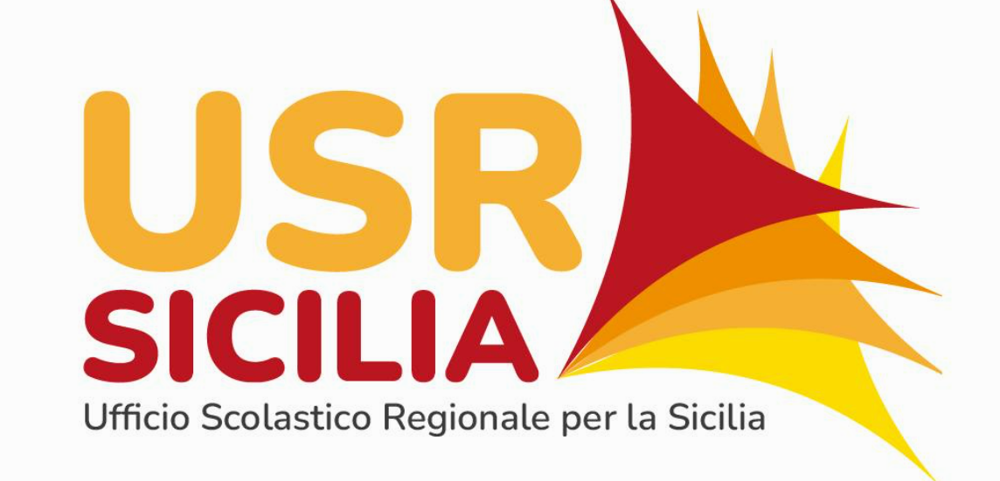 USR
SICILIA
Ufficio Scolastico Regionale per la Sicilia